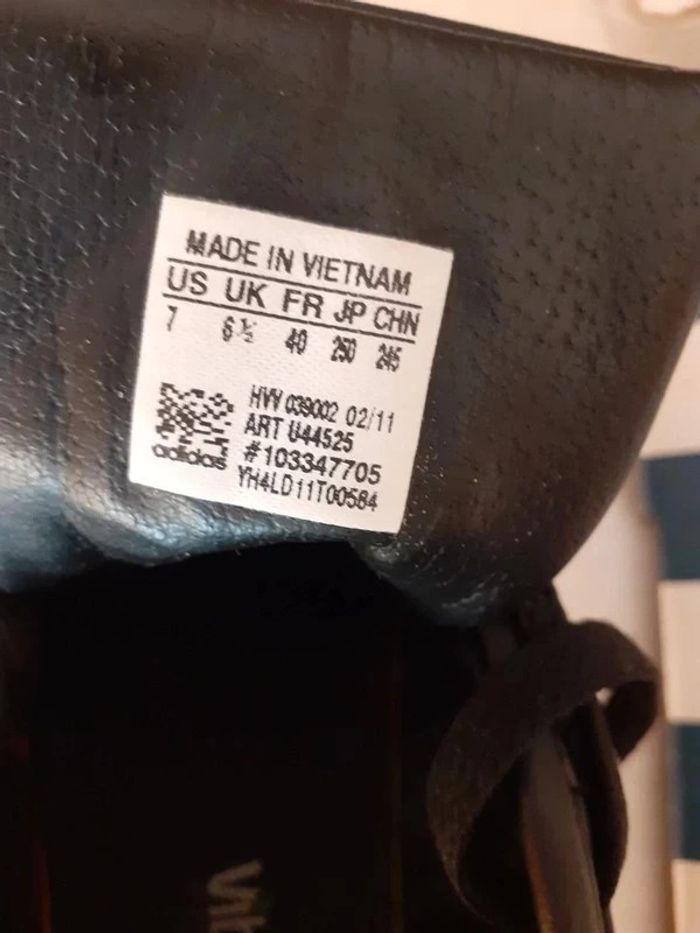 MADE IN VIETNAM
US UK FR JP CHN
7 6½ 40 250 245
HVY 039002 02/11
ART U44525
adidas #103347705
YH4LD11T00584